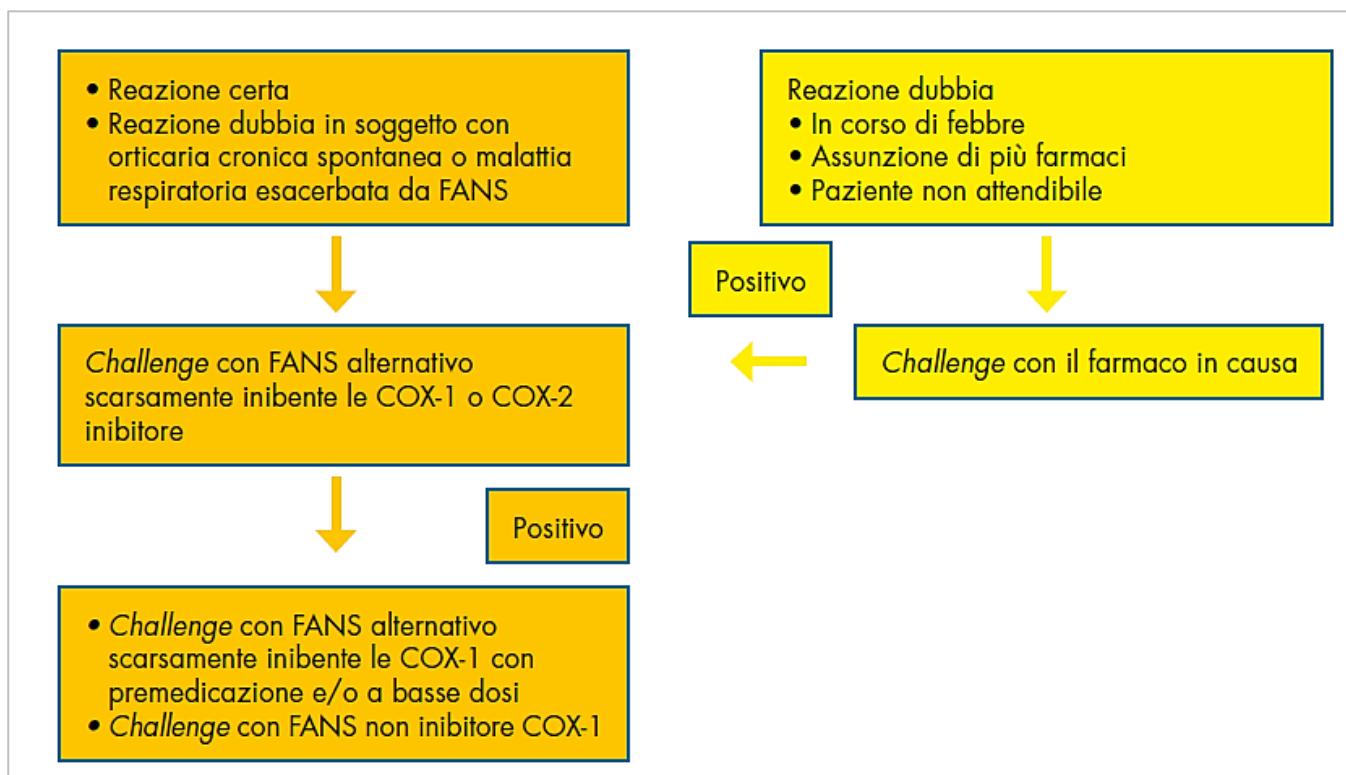 • Reazione certa
• Reazione dubbia in soggetto con
orticaria cronica spontanea o malattia
respiratoria esacerbata da FANS
Reazione dubbia
• In corso di febbre
• Assunzione di più farmaci
• Paziente non attendibile
Positivo
Challenge con FANS alternativo
scarsamente inibente le COX-1 o COX-2
inibitore
Challenge con il farmaco in causa
Positivo
• Challenge con FANS alternativo
scarsamente inibente le COX-1 con
premedicazione e/o a basse dosi
• Challenge con FANS non inibitore COX-1